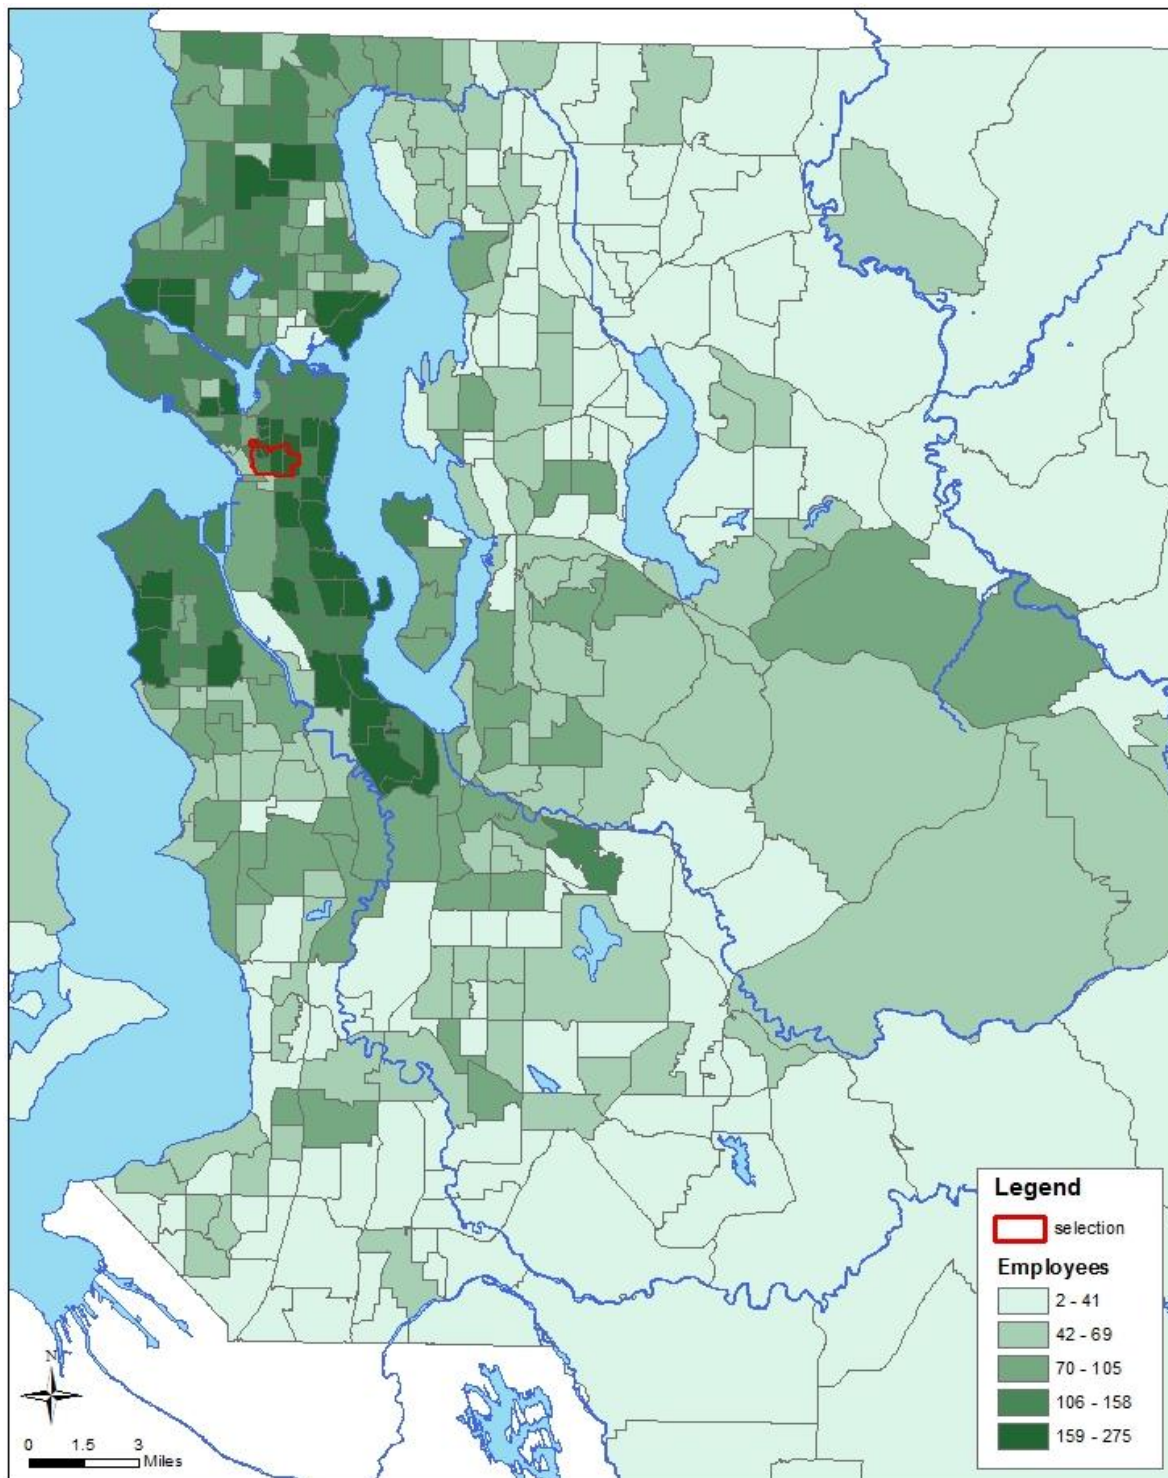 Legend
selection
Employees
2 - 41
42 - 69
70 - 105
106 - 158
159 - 275
N
0 1.5 3
Miles